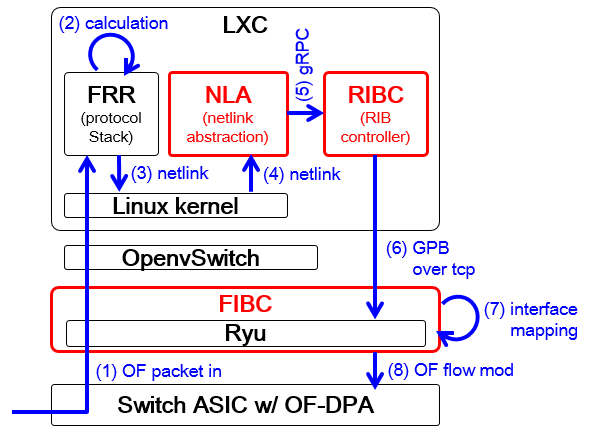 LXC
(2) calculation
FRR
(protocol
Stack)
NLA
(netlink
abstraction)
(5) gRPC
RIBC
(RIB
controller)
(3) netlink
(4) netlink
Linux kernel
OpenvSwitch
(6) GPB
over tcp
FIBC
Ryu
(7) interface
mapping
(1) OF packet in
(8) OF flow mod
Switch ASIC w/ OF-DPA